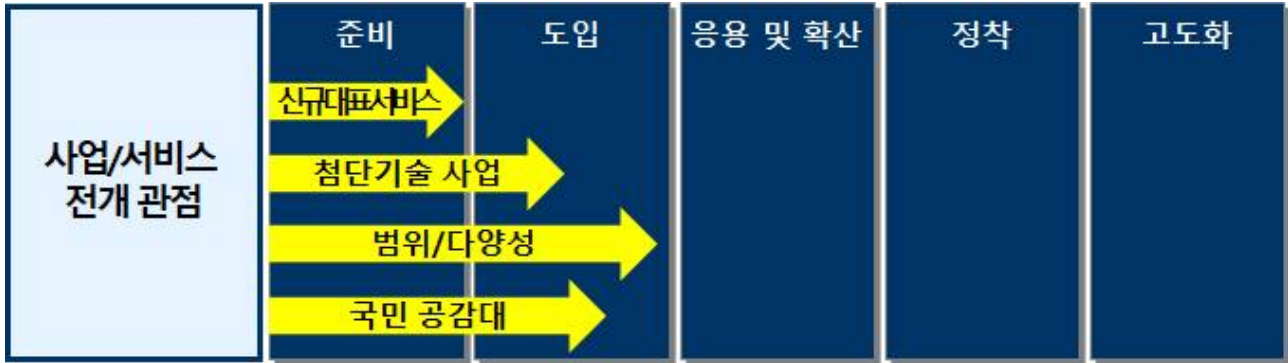 사업/서비스
전개 관점
준비
도입
응용 및 확산
정착
고도화
신규대표서비스
첨단기술 사업
범위/다양성
국민 공감대